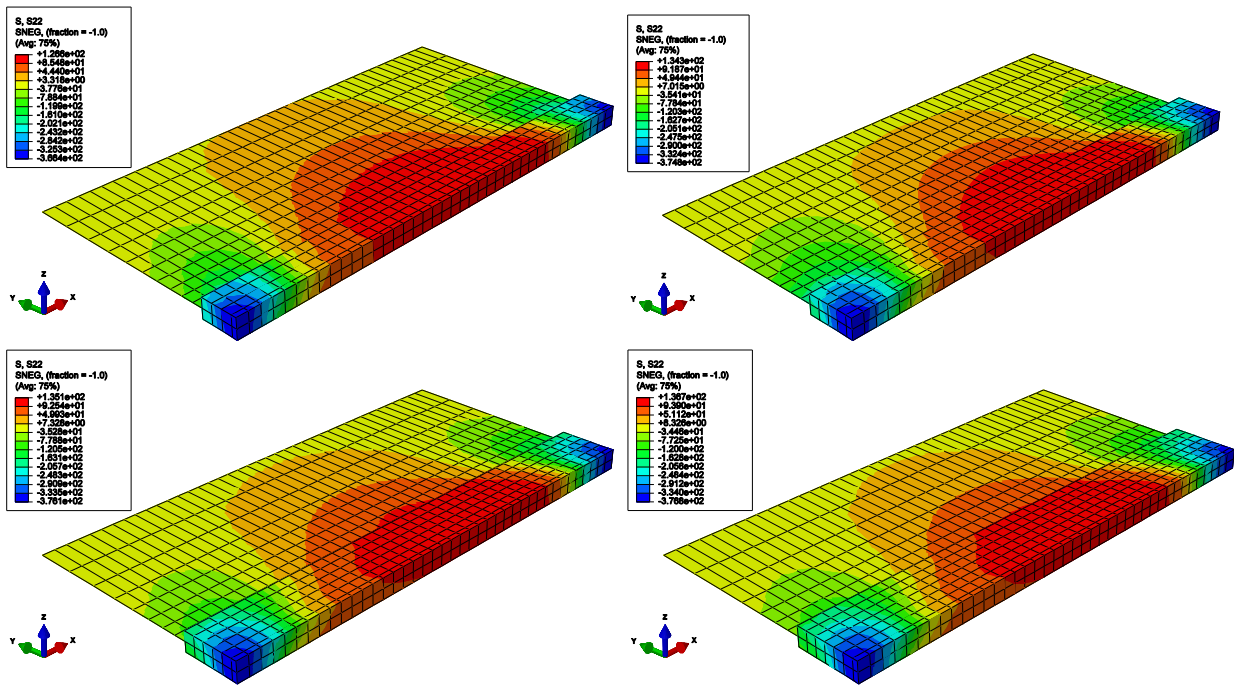 S, S22
SNEG, (fraction = -1.0)
(Avg: 75%)
+1.266e+02
+8.548e+01
+4.440e+01
+3.318e+00
-3.776e+01
-7.884e+01
-1.199e+02
-1.610e+02
-2.021e+02
-2.432e+02
-2.842e+02
-3.253e+02
-3.664e+02
Z
Y
X
S, S22
SNEG, (fraction = -1.0)
(Avg: 75%)
+1.343e+02
+9.187e+01
+4.944e+01
+7.015e+00
-3.541e+01
-7.784e+01
-1.203e+02
-1.627e+02
-2.051e+02
-2.475e+02
-2.900e+02
-3.324e+02
-3.748e+02
Z
Y
X
S, S22
SNEG, (fraction = -1.0)
(Avg: 75%)
+1.351e+02
+9.254e+01
+4.993e+01
+7.326e+00
-3.528e+01
-7.788e+01
-1.205e+02
-1.631e+02
-2.057e+02
-2.483e+02
-2.909e+02
-3.335e+02
-3.761e+02
Z
Y
X
S, S22
SNEG, (fraction = -1.0)
(Avg: 75%)
+1.367e+02
+9.390e+01
+5.112e+01
+8.326e+00
-3.446e+01
-7.725e+01
-1.200e+02
-1.628e+02
-2.056e+02
-2.484e+02
-2.912e+02
-3.340e+02
-3.768e+02
Z
Y
X